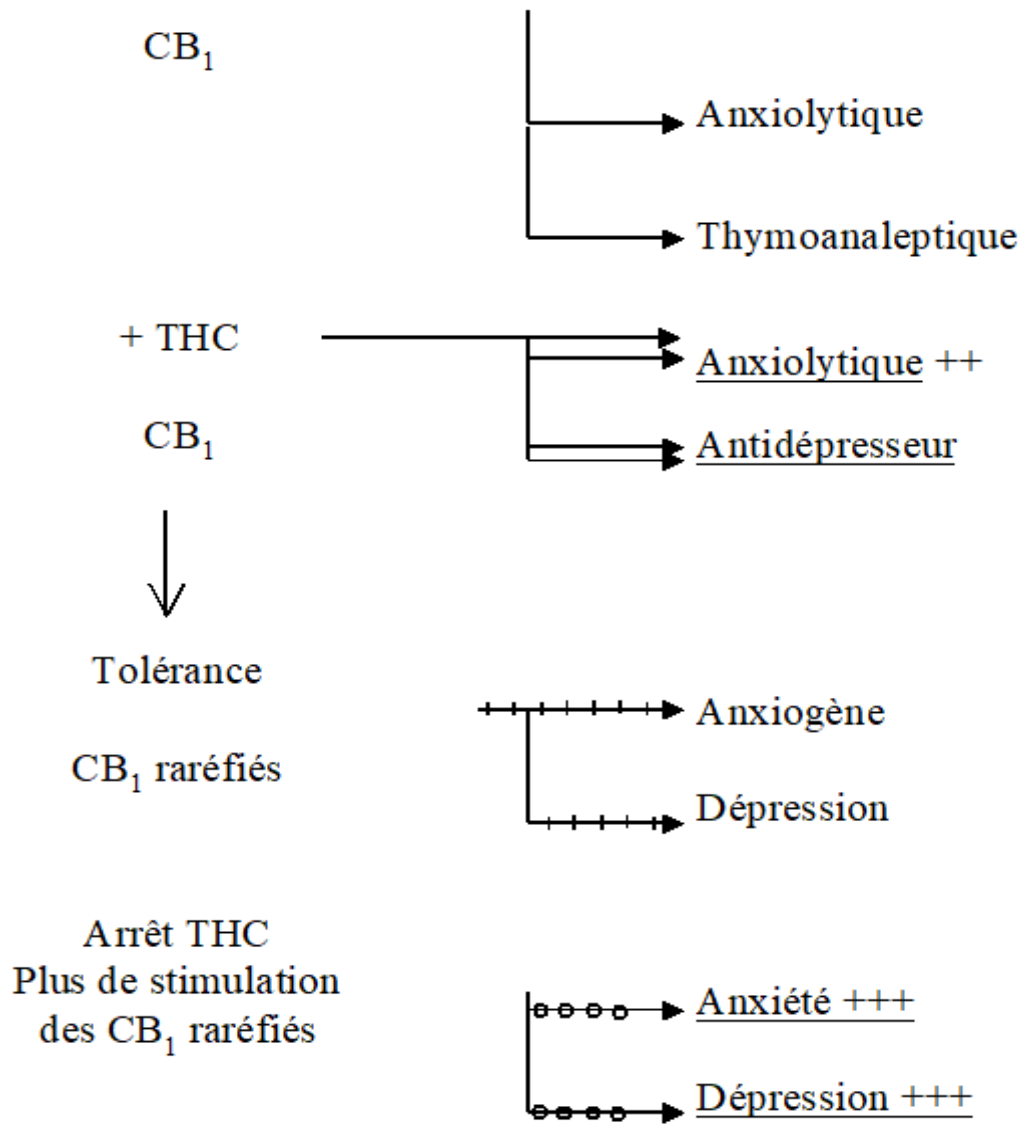 CB₁
Anxiolytique
Thymoanaleptique
+ THC
Anxiolytique ++
CB₁
Antidépresseur
Tolérance
Anxiogène
CB₁ raréfiés
Dépression
Arrêt THC
Plus de stimulation
des CB₁ raréfiés
Anxiété +++
Dépression +++